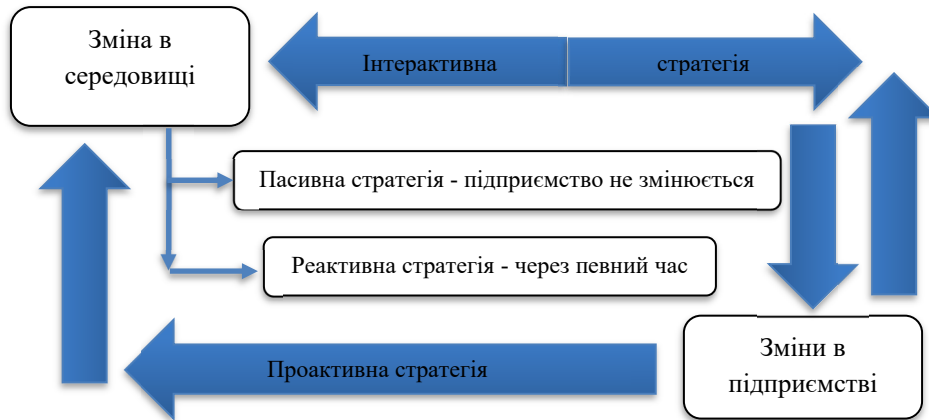 Зміна в
середовищі
Інтерактивна стратегія
Пасивна стратегія - підприємство не змінюється
Реактивна стратегія - через певний час
Проактивна стратегія
Зміни в
підприємстві